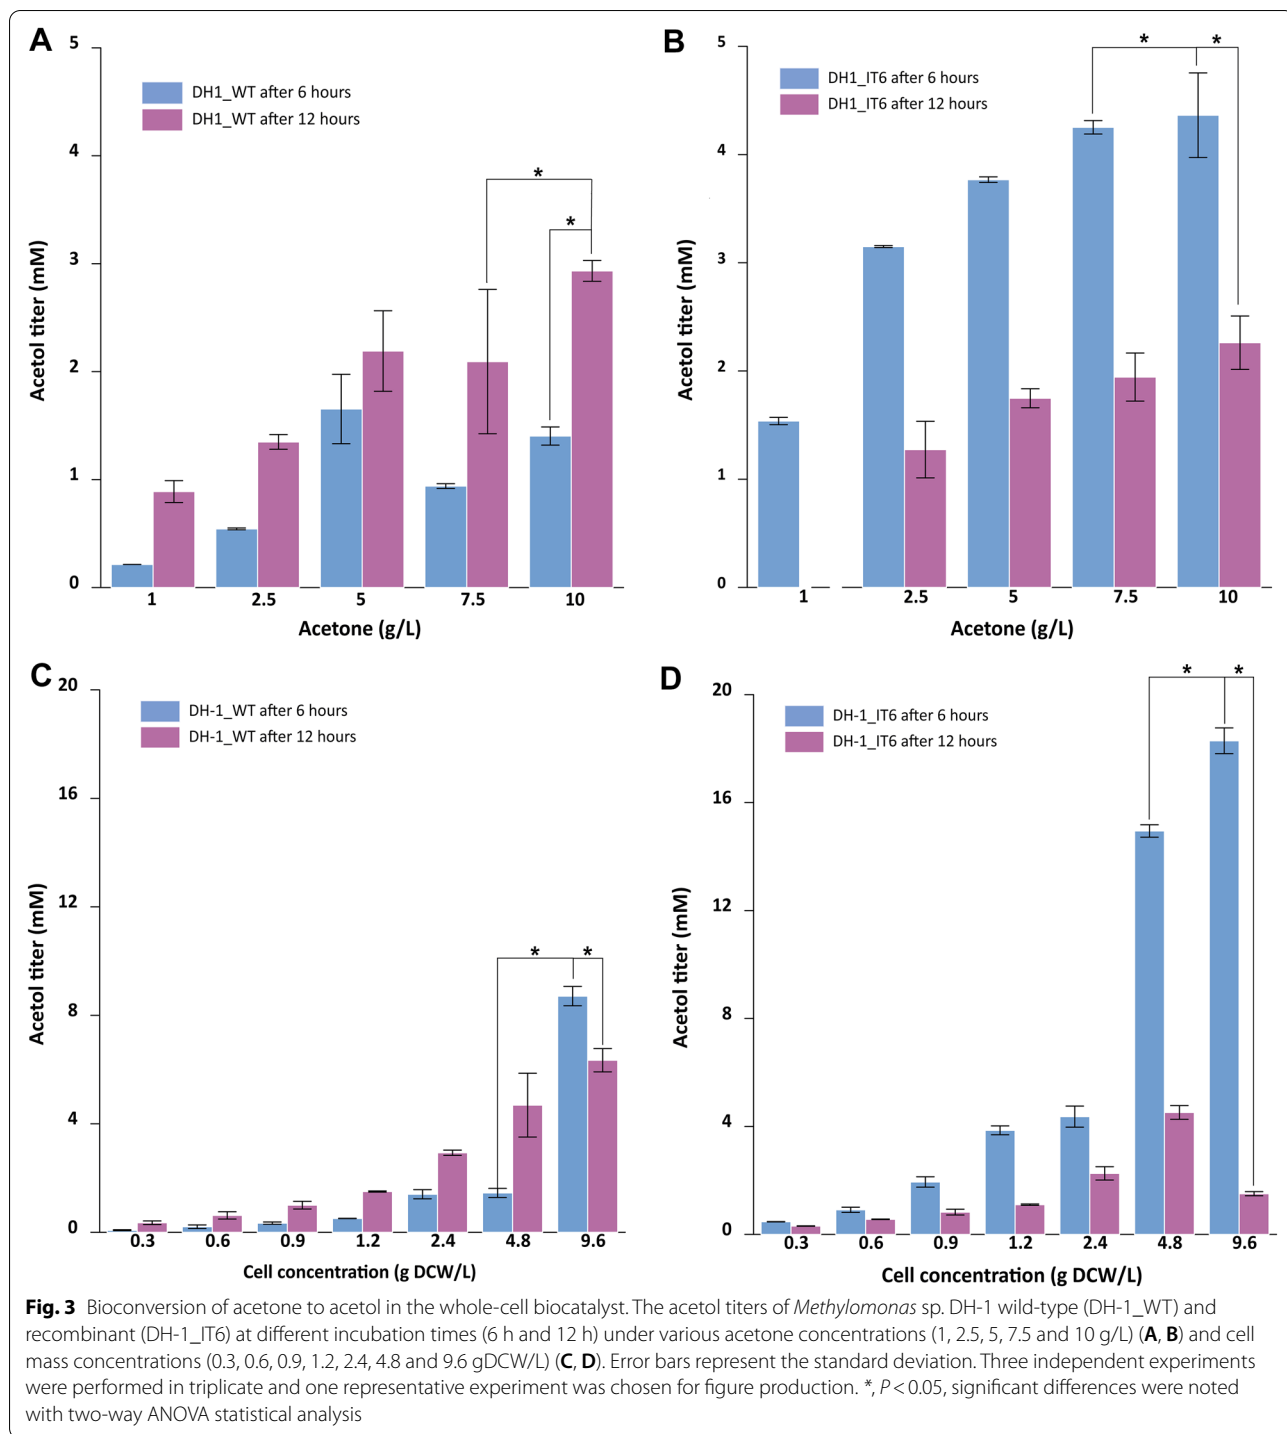 A
5
4
3
2
1
0
Acetol titer (mM)
DH1_WT after 6 hours
DH1_WT after 12 hours
*
*
1 2.5 5 7.5 10
Acetone (g/L)
B
5
4
3
2
1
0
Acetol titer (mM)
DH1_IT6 after 6 hours
DH1_IT6 after 12 hours
* *
1 2.5 5 7.5 10
Acetone (g/L)
C
20
16
12
8
4
0
Acetol titer (mM)
DH-1_WT after 6 hours
DH-1_WT after 12 hours
* *
0.3 0.6 0.9 1.2 2.4 4.8 9.6
Cell concentration (g DCW/L)
D
20
16
12
8
4
0
Acetol titer (mM)
DH-1_IT6 after 6 hours
DH-1_IT6 after 12 hours
* *
0.3 0.6 0.9 1.2 2.4 4.8 9.6
Cell concentration (g DCW/L)
Fig. 3 Bioconversion of acetone to acetol in the whole-cell biocatalyst. The acetol titers of Methylomonas sp. DH-1 wild-type (DH-1_WT) and
recombinant (DH-1_IT6) at different incubation times (6 h and 12 h) under various acetone concentrations (1, 2.5, 5, 7.5 and 10 g/L) (A, B) and cell
mass concentrations (0.3, 0.6, 0.9, 1.2, 2.4, 4.8 and 9.6 gDCW/L) (C, D). Error bars represent the standard deviation. Three independent experiments
were performed in triplicate and one representative experiment was chosen for figure production. *, P < 0.05, significant differences were noted
with two-way ANOVA statistical analysis